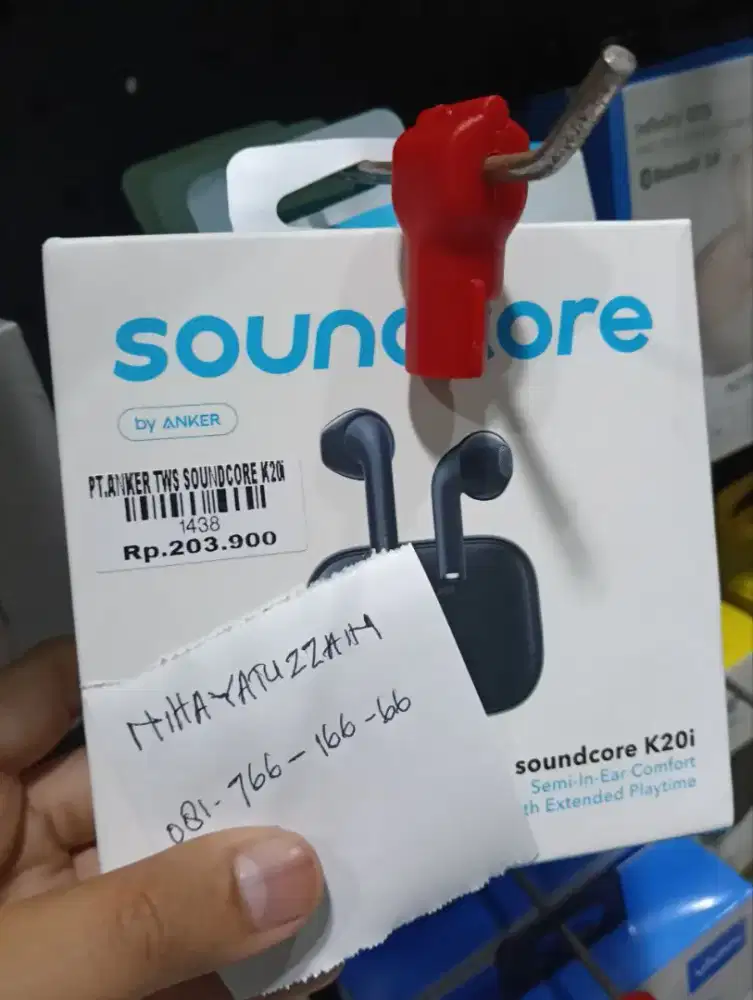 soundcore
by ANKER
PT.ANKER TWS SOUNDCORE K20i
1438
Rp.203.900
NIHAYATUZZAIM
081-766-166-66
soundcore K20i
Semi-In-Ear Comfort
th Extended Playtime